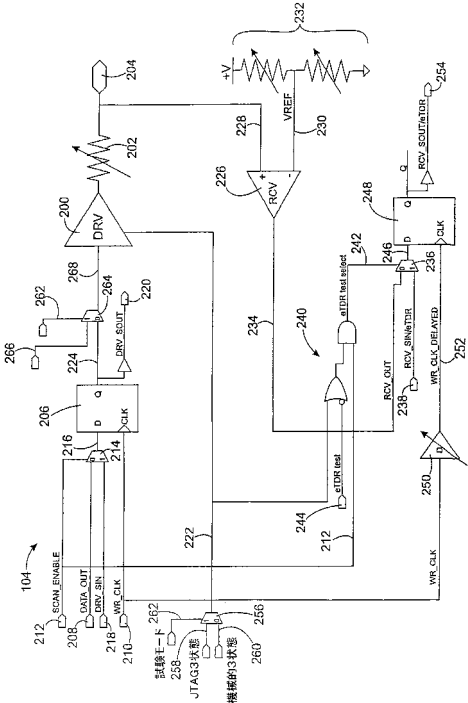 104
SCAN_ENABLE
212
DATA_OUT
208
DRV_SIN
218
WR_CLK
210
216
214
206
D
Q
CLK
224
DRV_SOUT
220
266
262
264
268
200
DRV
202
204
試験モード
262
258
JTAG3状態
260
機械的3状態
256
222
212
244
eTDR test
240
eTDR test select
242
234
226
RCV
+
-
228
VREF
230
+V
232
RCV_OUT
RCV_SIN/eTDR
238
236
246
248
D
Q
Q
CLK
RCV_SOUT/eTDR
254
WR_CLK
250
D
WR_CLK_DELAYED
252